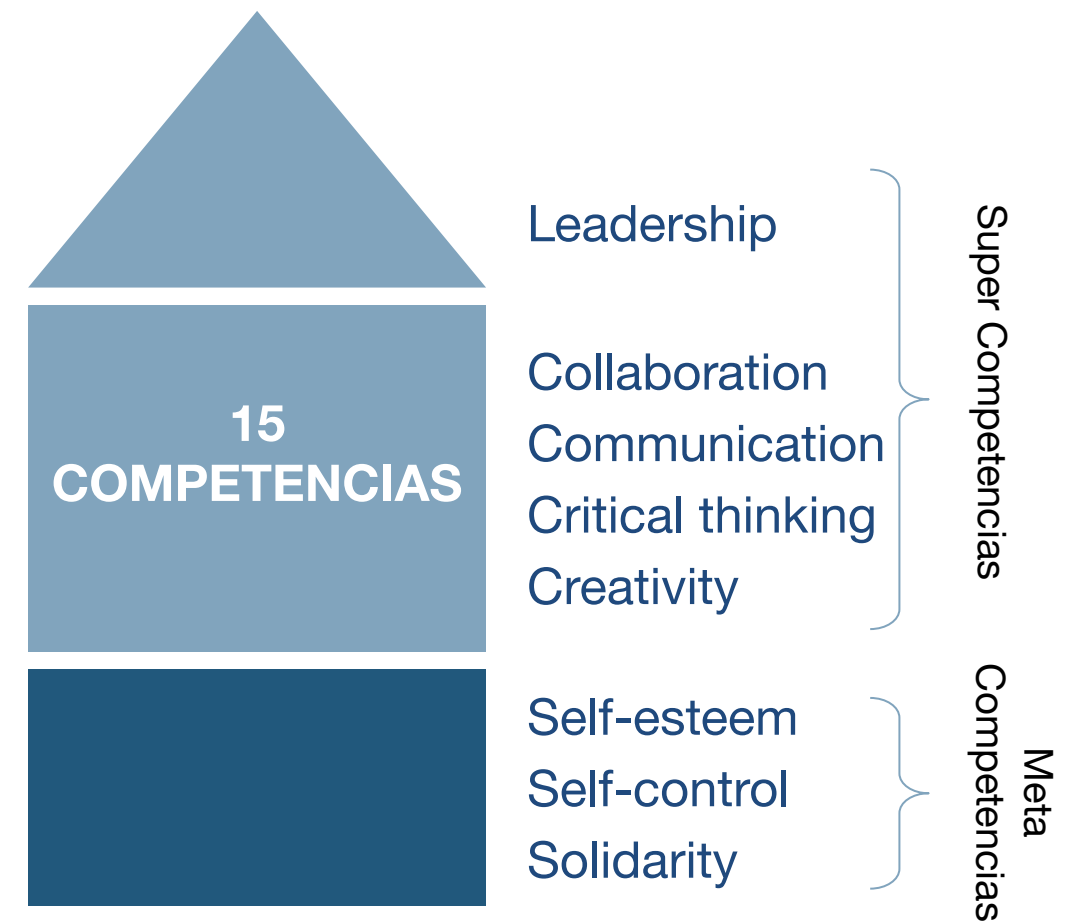 15
COMPETENCIAS
Leadership
Collaboration
Communication
Critical thinking
Creativity
Super Competencias
Self-esteem
Self-control
Solidarity
Meta
Competencias